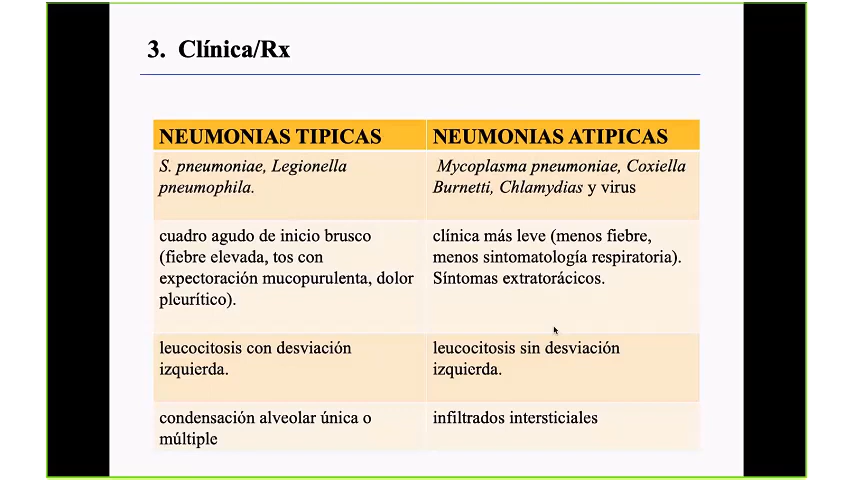 3. Clínica/Rx
NEUMONIAS TIPICAS
NEUMONIAS ATIPICAS
S. pneumoniae, Legionella
pneumophila.
Mycoplasma pneumoniae, Coxiella
Burnetti, Chlamydias y virus
cuadro agudo de inicio brusco
(fiebre elevada, tos con
expectoración mucopurulenta, dolor
pleurítico).
clínica más leve (menos fiebre,
menos sintomatología respiratoria).
Síntomas extratorácicos.
leucocitosis con desviación
izquierda.
leucocitosis sin desviación
izquierda.
condensación alveolar única o
múltiple
infiltrados intersticiales